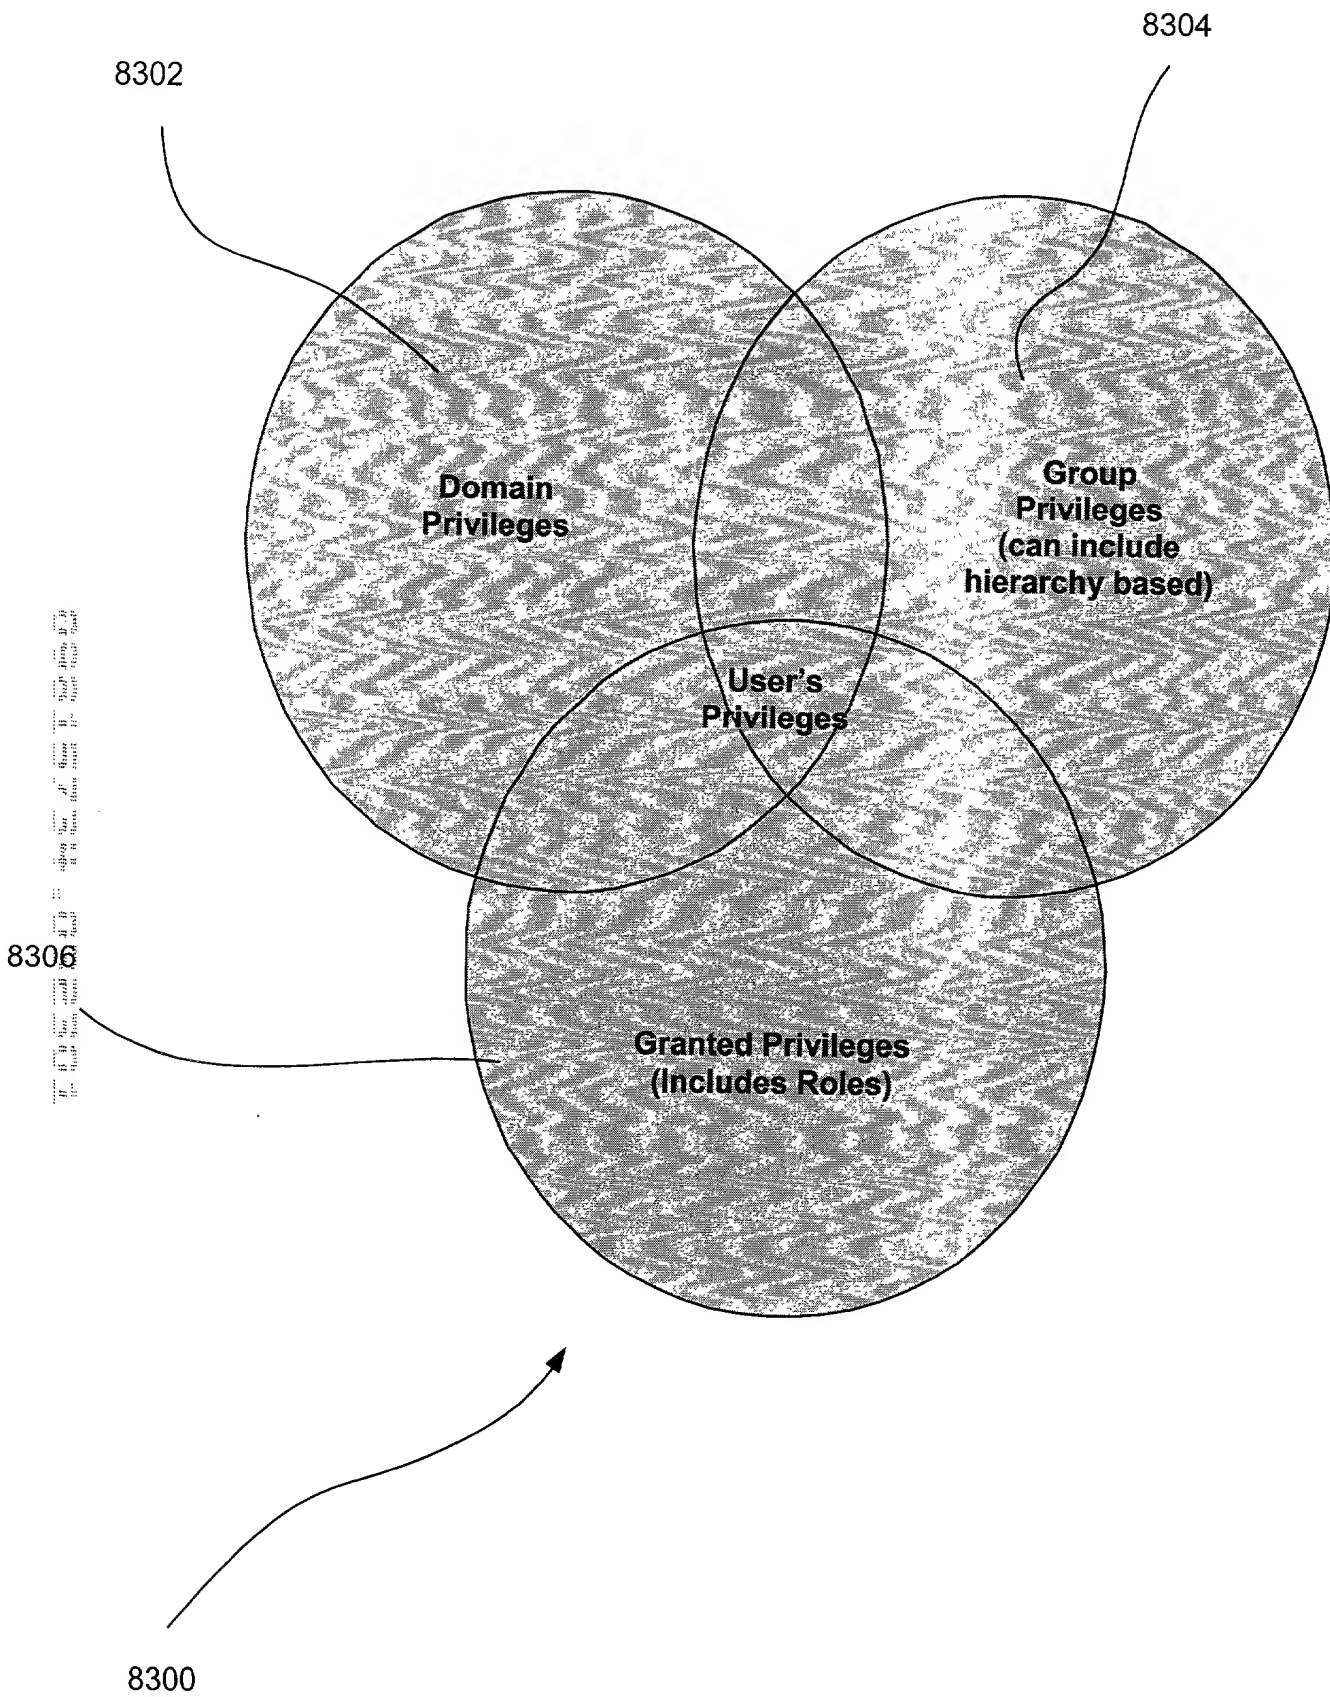 8304
8302
Domain
Privileges
Group
Privileges
(can include
hierarchy based)
User's
Privileges
8306
Granted Privileges
(Includes Roles)
8300